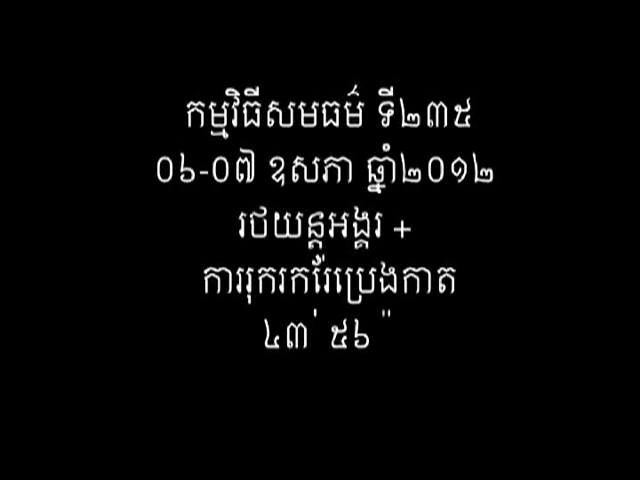 កម្មវិធីសមធម៌ ទី២៣៥
០៦-០៧ ឧសភា ឆ្នាំ២០១២
រថយន្តអង្គរ +
ការរុករករ៉ែប្រេងកាត
៤៣ ' ៥៦ "